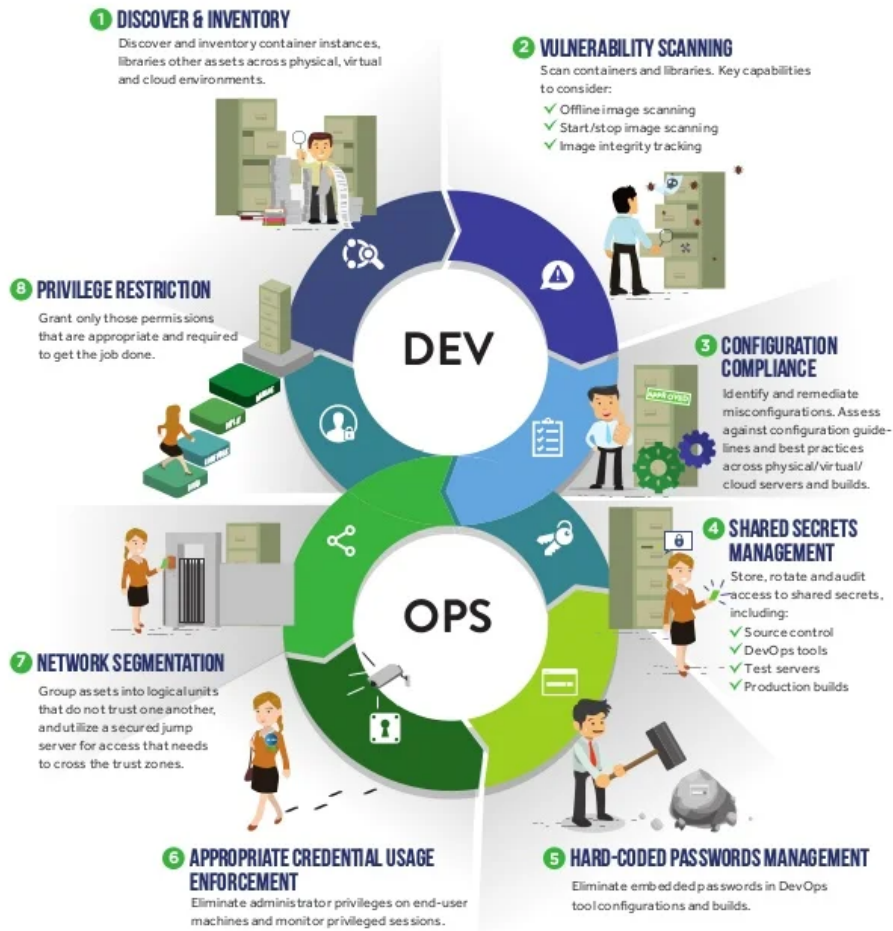 1 DISCOVER & INVENTORY
Discover and inventory container instances,
libraries other assets across physical, virtual
and cloud environments.
2 VULNERABILITY SCANNING
Scan containers and libraries. Key capabilities
to consider:
Offline image scanning
Start/stop image scanning
Image integrity tracking
8 PRIVILEGE RESTRICTION
Grant only those permissions
that are appropriate and required
to get the job done.
DEV
3 CONFIGURATION
COMPLIANCE
APPROVED
Identify and remediate
misconfigurations. Assess
against configuration guide-
lines and best practices
across physical/virtual/
cloud servers and builds.
4 SHARED SECRETS
MANAGEMENT
Store, rotate and audit
access to shared secrets,
including:
Source control
DevOps tools
Test servers
Production builds
OPS
7 NETWORK SEGMENTATION
Group assets into logical units
that do not trust one another,
and utilize a secured jump
server for access that needs
to cross the trust zones.
6 APPROPRIATE CREDENTIAL USAGE
ENFORCEMENT
Eliminate administrator privileges on end-user
machines and monitor privileged sessions.
5 HARD-CODED PASSWORDS MANAGEMENT
Eliminate embedded passwords in DevOps
tool configurations and builds.